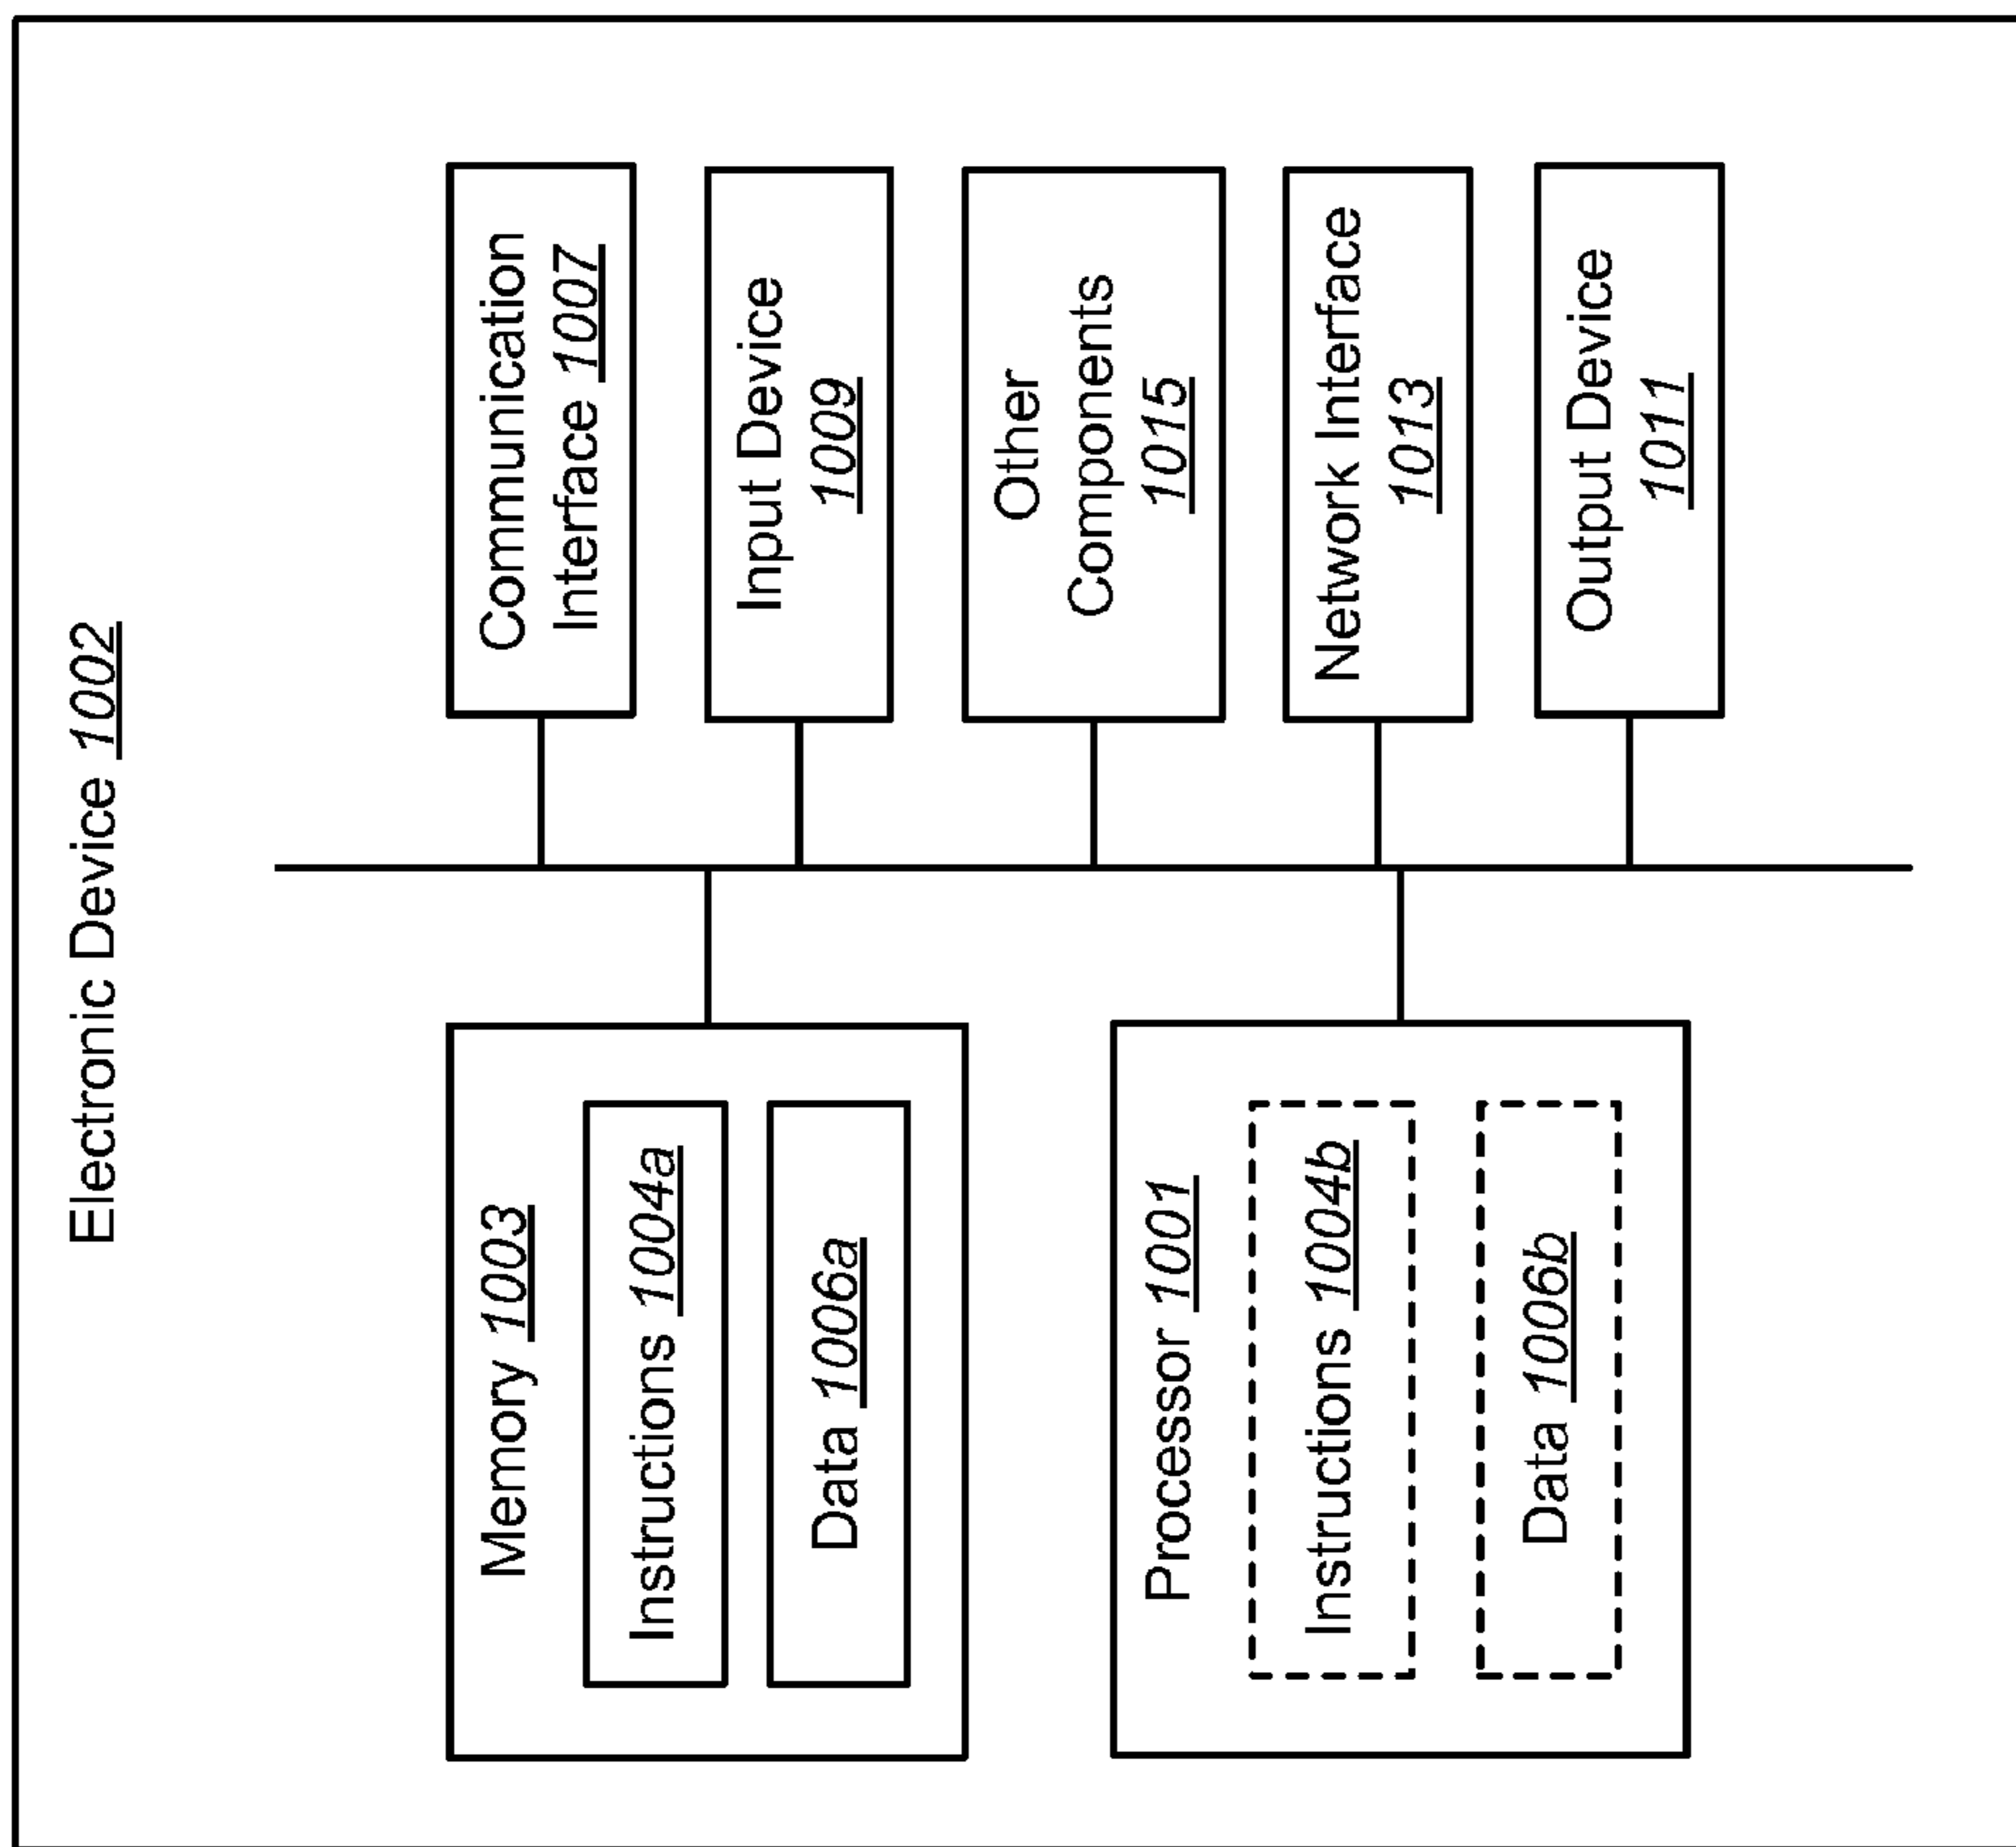 Electronic Device 1002
Memory 1003
Instructions 1004a
Data 1006a
Processor 1001
Instructions 1004b
Data 1006b
Communication
Interface 1007
Input Device
1009
Other
Components
1015
Network Interface
1013
Output Device
1011